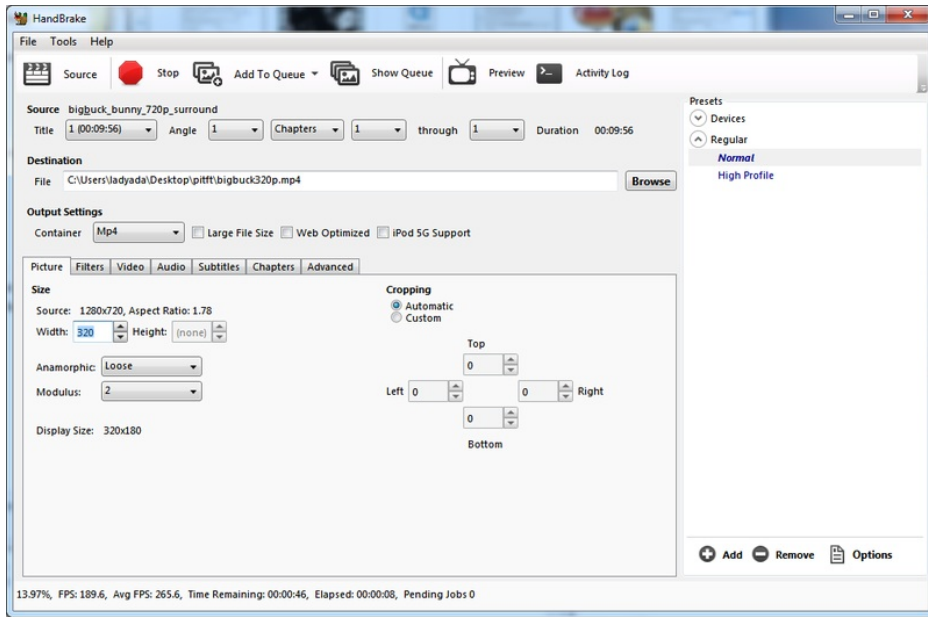 HandBrake
File Tools Help
Source Stop Add To Queue Show Queue Preview Activity Log
Source bigbuck_bunny_720p_surround
Title 1 (00:09:56) Angle 1 Chapters 1 through 1 Duration 00:09:56
Destination
File C:\Users\ladyada\Desktop\pitft\bigbuck320p.mp4 Browse
Output Settings
Container Mp4 Large File Size Web Optimized iPod 5G Support
Picture Filters Video Audio Subtitles Chapters Advanced
Size
Source: 1280x720, Aspect Ratio: 1.78
Width: 320 Height: (none)
Anamorphic: Loose
Modulus: 2
Display Size: 320x180
Cropping
Automatic
Custom
Top
0
Left 0 0 Right
0
Bottom
Presets
Devices
Regular
Normal
High Profile
Add Remove Options
13.97%, FPS: 189.6, Avg FPS: 265.6, Time Remaining: 00:00:46, Elapsed: 00:00:08, Pending Jobs 0